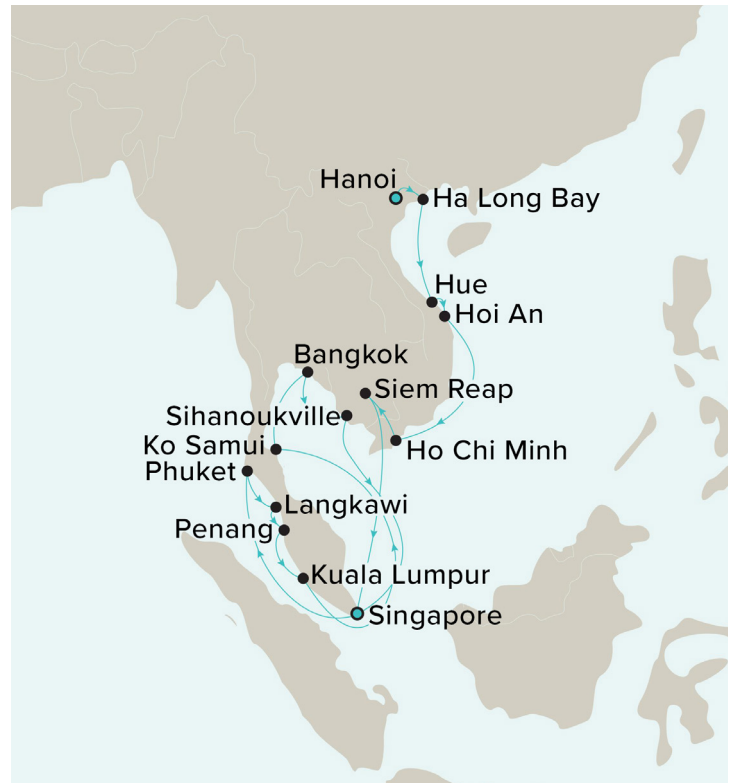 Hanoi
Ha Long Bay
Hue
Hoi An
Bangkok
Siem Reap
Sihanoukville
Ko Samui
Ho Chi Minh
Phuket
Langkawi
Penang
Kuala Lumpur
Singapore